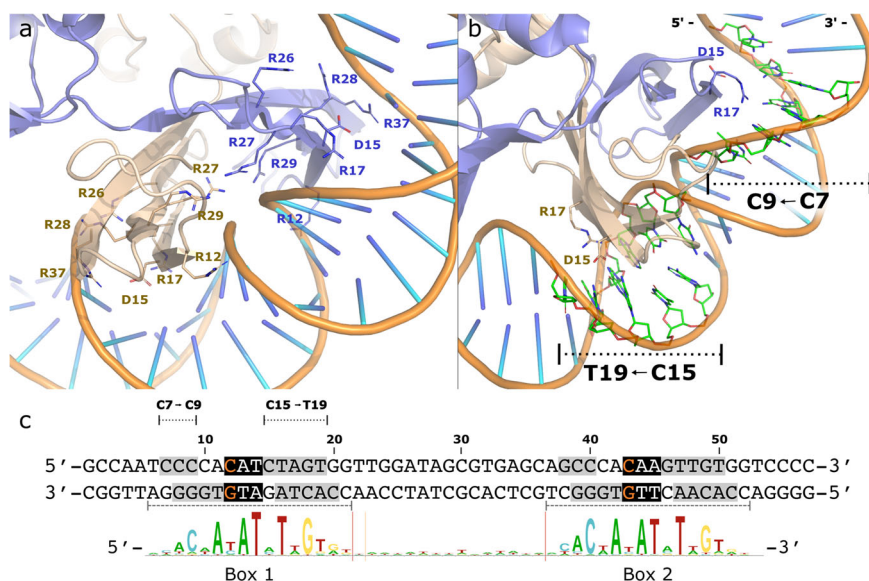 a
R26
R28
R37
D15
R17
R27
R29
R12
R27
R26
R28
R29
R12
R37
R17
D15
b
5' -
3' -
D15
R17
C9←C7
R17
D15
T19←C15
c
C7→C9 C15→T19
10 20 30 40 50
5'-GCCAATCCCCACATCTAGTGGTTGGATAGCGTGAGCAGCCCACAAGTTGTGGTCCCC-3'
3'-CGGTTAGGGGTGTAGATCACCAACCTATCGCACTCGTCGGGTGTTCAACACCAGGGG-5'
5'- -3'
Box 1 Box 2